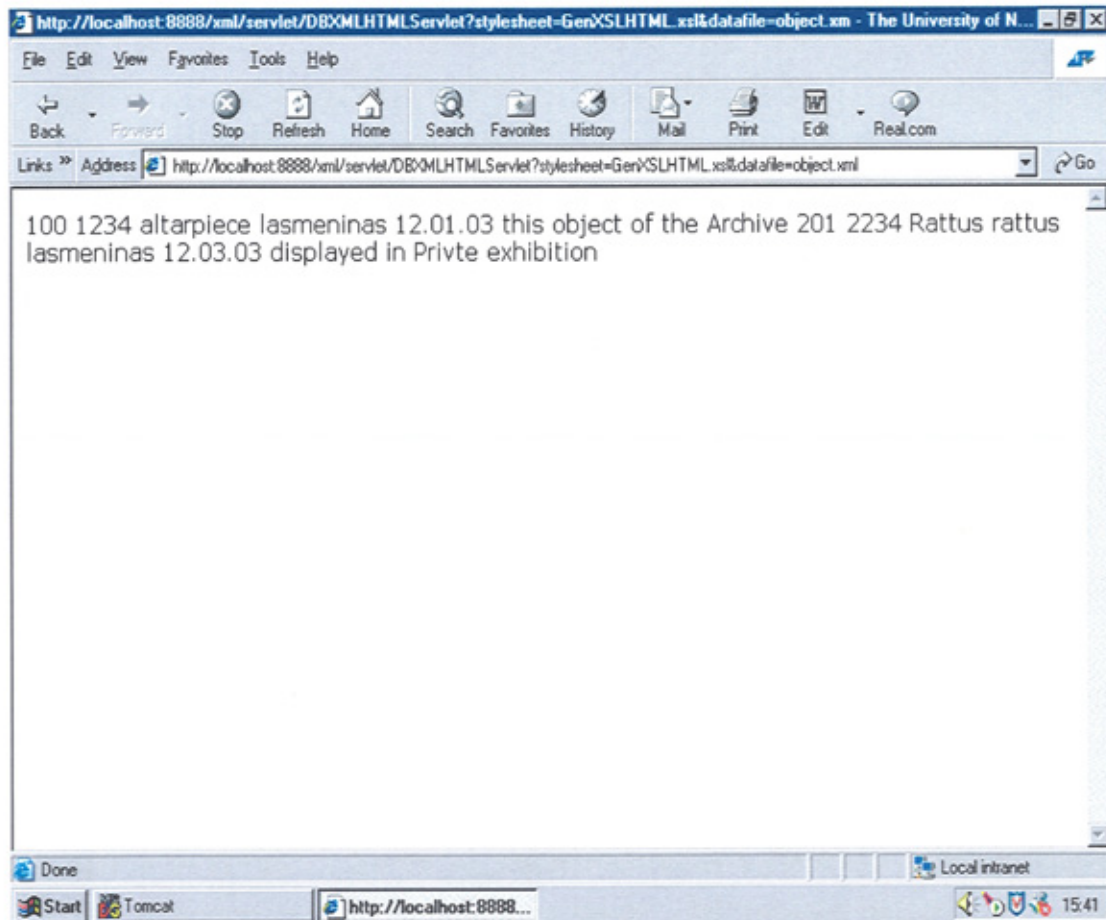 http://localhost:8888/xml/servlet/DBXMLHTMLServlet?stylesheet=GenXSLHTML.xsl&datafile=object.xm - The University of N...
File Edit View Favorites Tools Help
Back Forward Stop Refresh Home Search Favorites History Mail Print Edit Real.com
Links » Address http://localhost:8888/xml/servlet/DBXMLHTMLServlet?stylesheet=GenXSLHTML.xsl&datafile=object.xml Go
100 1234 altarpiece lasmeninas 12.01.03 this object of the Archive 201 2234 Rattus rattus
lasmeninas 12.03.03 displayed in Privte exhibition
Done Local intranet
Start Tomcat http://localhost:8888... 15:41